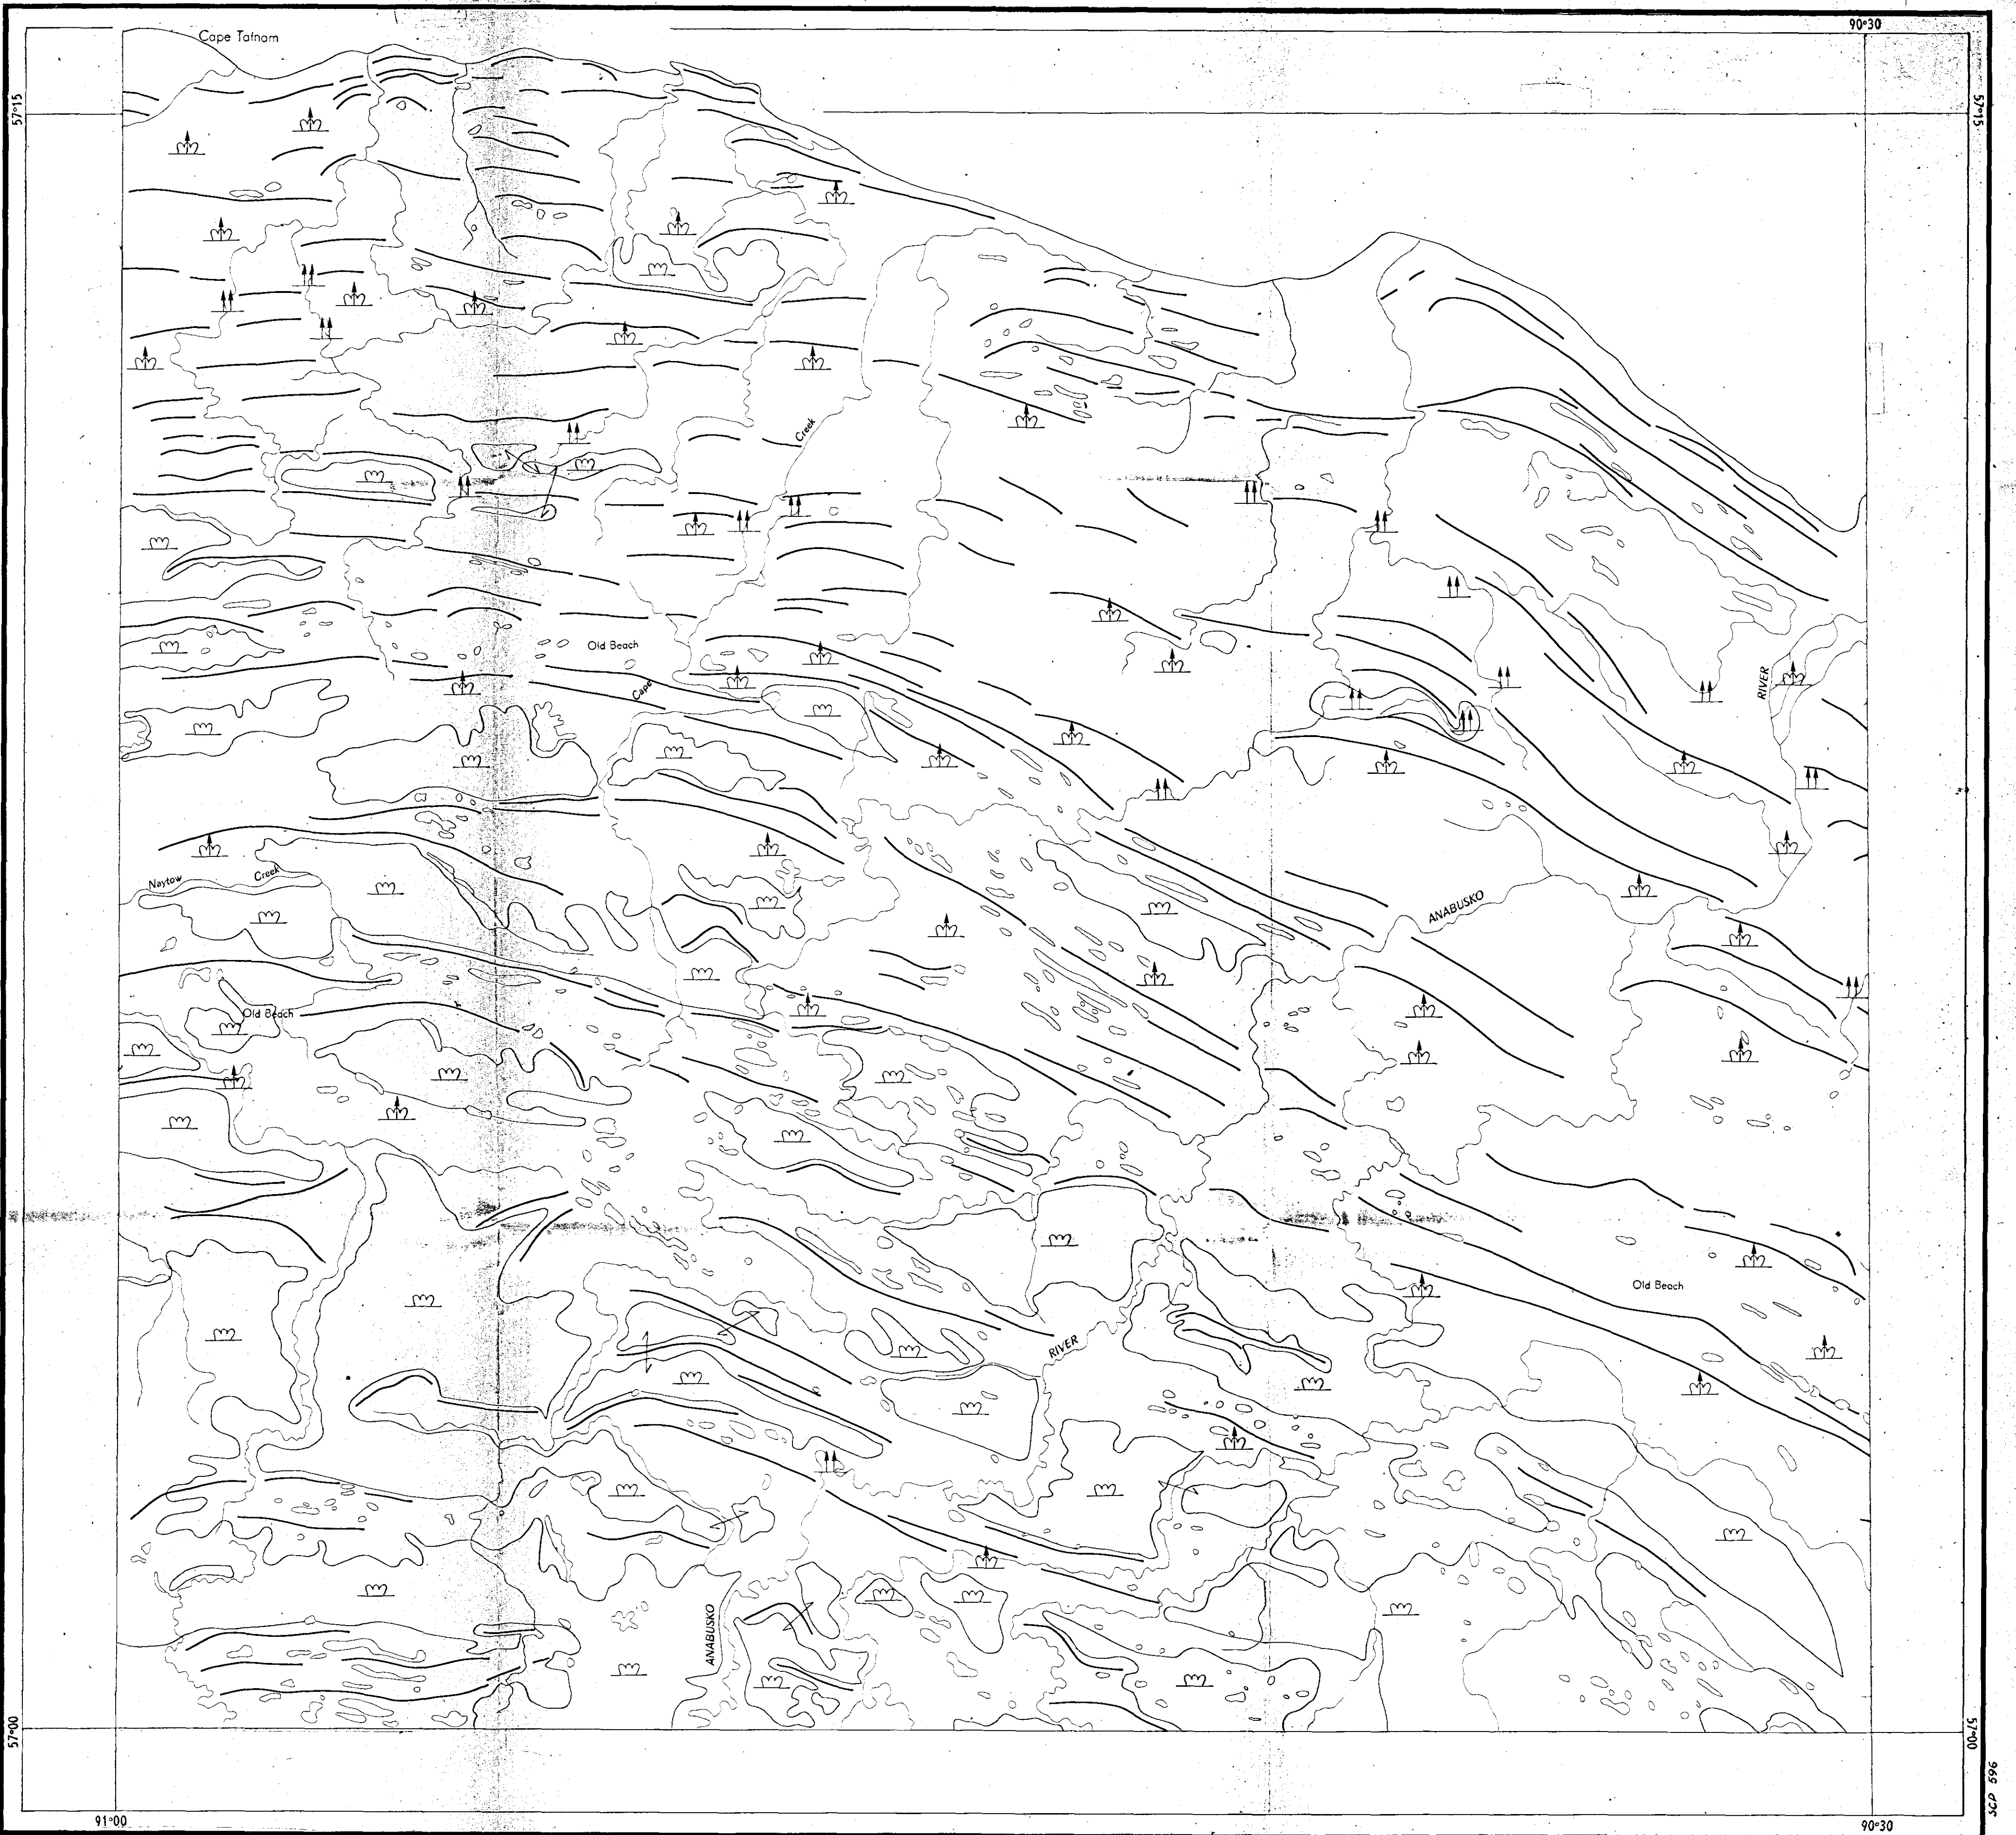 90°30
Cape Tatnam
57°15
57°15
Creek
Old Beach
Cape
RIVER
Naytow Creek
ANABUSKO
Old Beach
Old Beach
RIVER
ANABUSKO
57°00
57°00
SCP 596
91°00
90°30